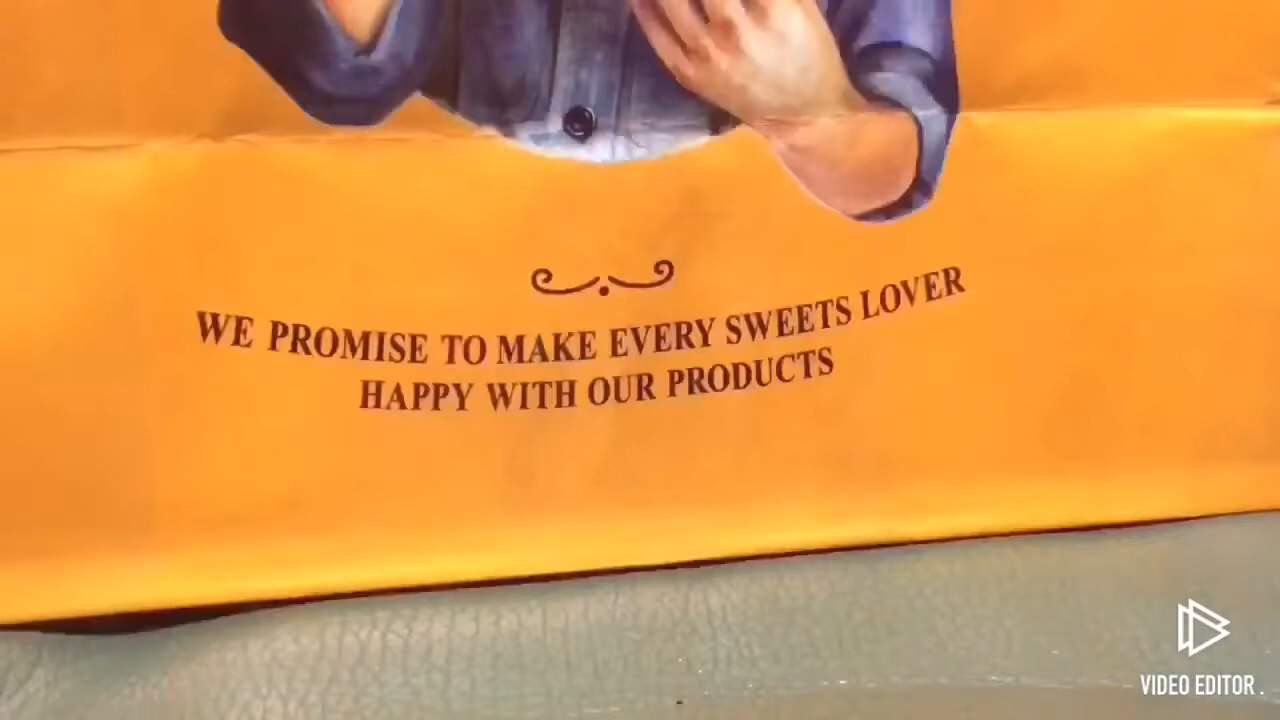 WE PROMISE TO MAKE EVERY SWEETS LOVER
HAPPY WITH OUR PRODUCTS
VIDEO EDITOR .